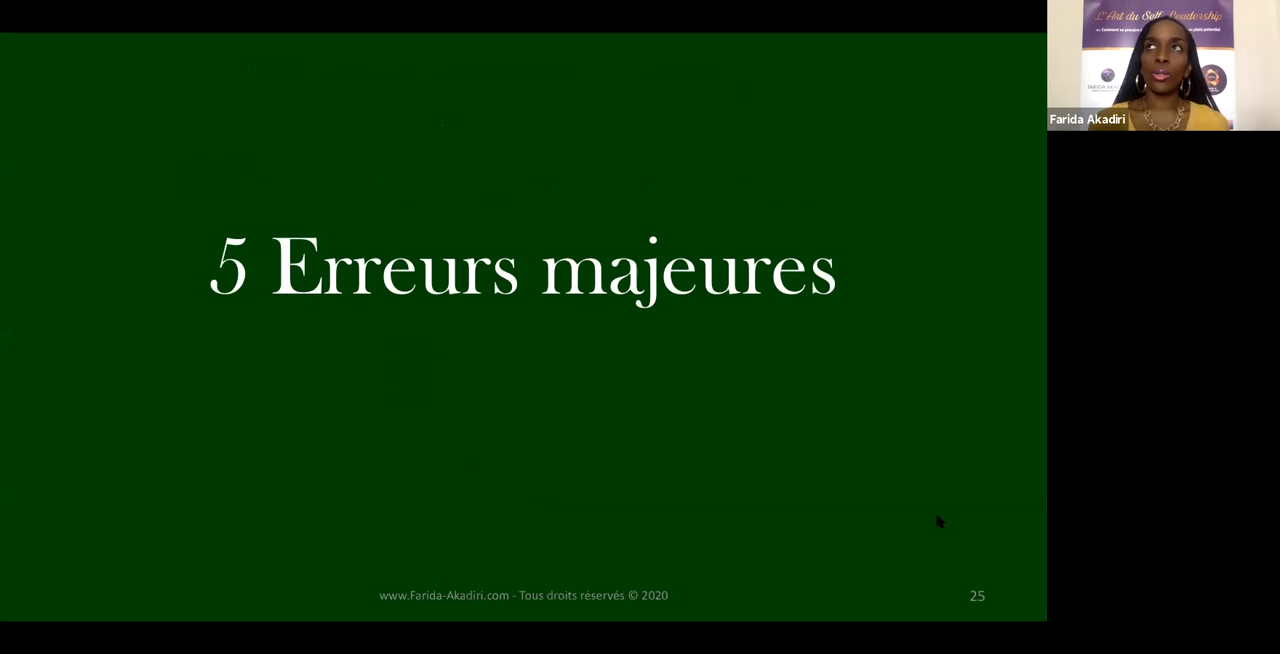 L'Art du Self-Leadership
5 Erreurs majeures
www.Farida-Akadiri.com - Tous droits réservés © 2020
25
Farida Akadiri